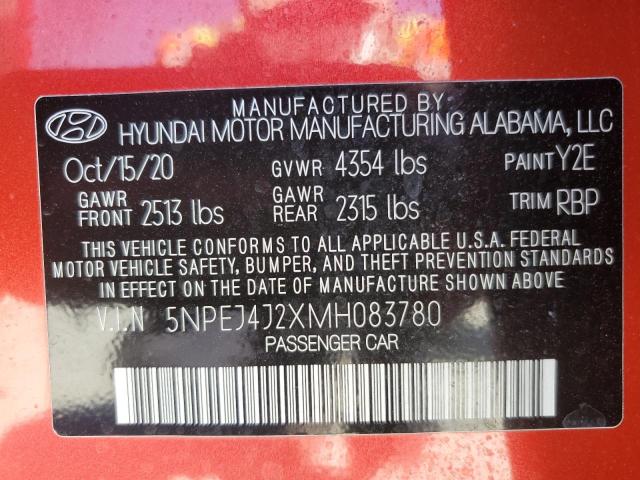 MANUFACTURED BY
HYUNDAI MOTOR MANUFACTURING ALABAMA, LLC
Oct/15/20 GVWR 4354 lbs PAINT Y2E
GAWR FRONT 2513 lbs GAWR REAR 2315 lbs TRIM RBP
THIS VEHICLE CONFORMS TO ALL APPLICABLE U.S.A. FEDERAL
MOTOR VEHICLE SAFETY, BUMPER, AND THEFT PREVENTION STANDARDS
IN EFFECT ON THE DATE OF MANUFACTURE SHOWN ABOVE.
V.I.N 5NPEJ4J2XMH083780
PASSENGER CAR